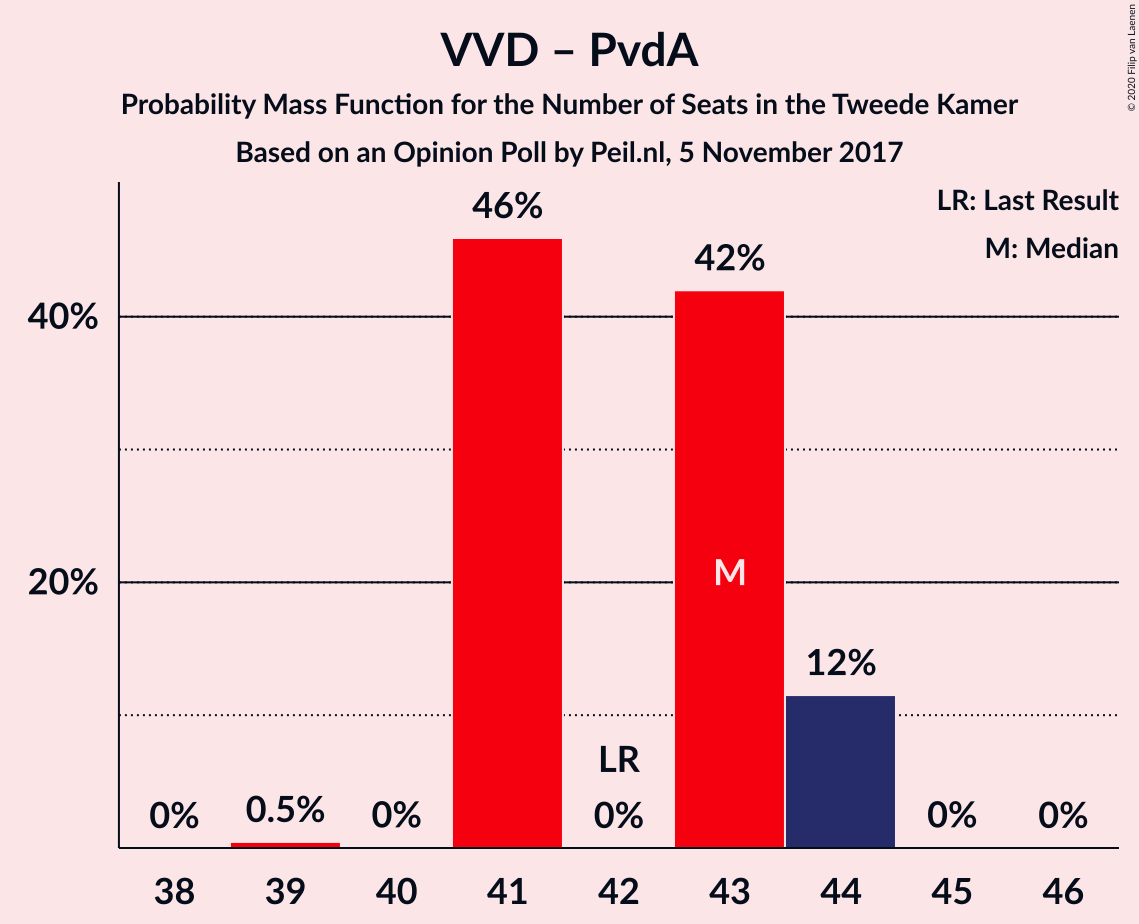 VVD – PvdA
Probability Mass Function for the Number of Seats in the Tweede Kamer
Based on an Opinion Poll by Peil.nl, 5 November 2017
© 2020 Filip van Laenen
LR: Last Result
M: Median
46%
42%
40%
M
20%
12%
LR
0%
0.5%
0%
0%
0%
0%
38 39 40 41 42 43 44 45 46